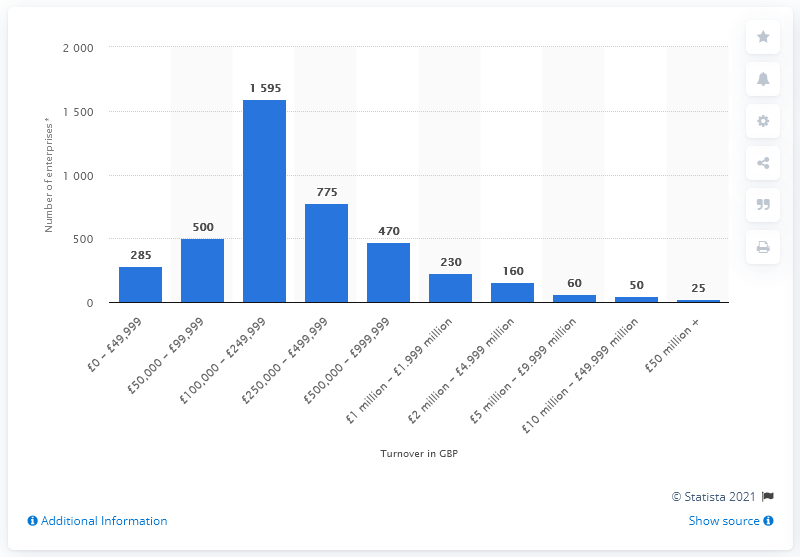 2 000
1 500
1 000
500
0
Number of enterprises*
285
500
1 595
775
470
230
160
60
50
25
£0 – £49,999
£50,000 – £99,999
£100,000 – £249,999
£250,000 – £499,999
£500,000 – £999,999
£1 million – £1.999 million
£2 million – £4.999 million
£5 million – £9.999 million
£10 million – £49.999 million
£50 million +
Turnover in GBP
© Statista 2021
Additional Information
Show source